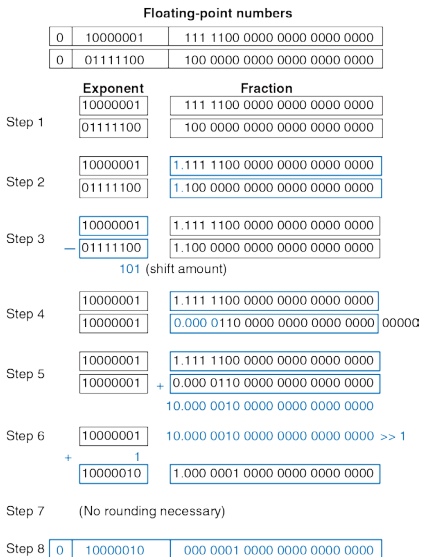 Floating-point numbers
0 10000001 111 1100 0000 0000 0000 0000
0 01111100 100 0000 0000 0000 0000 0000
Exponent Fraction
10000001 111 1100 0000 0000 0000 0000
Step 1
01111100 100 0000 0000 0000 0000 0000
10000001 1.111 1100 0000 0000 0000 0000
Step 2
01111100 1.100 0000 0000 0000 0000 0000
10000001 1.111 1100 0000 0000 0000 0000
Step 3
– 01111100 1.100 0000 0000 0000 0000 0000
101 (shift amount)
10000001 1.111 1100 0000 0000 0000 0000
Step 4
10000001 0.000 0110 0000 0000 0000 0000 00000
10000001 1.111 1100 0000 0000 0000 0000
Step 5
10000001 + 0.000 0110 0000 0000 0000 0000
10.000 0010 0000 0000 0000 0000
Step 6 10000001 10.000 0010 0000 0000 0000 0000 >> 1
+ 1
10000010 1.000 0001 0000 0000 0000 0000
Step 7 (No rounding necessary)
Step 8 0 10000010 000 0001 0000 0000 0000 0000